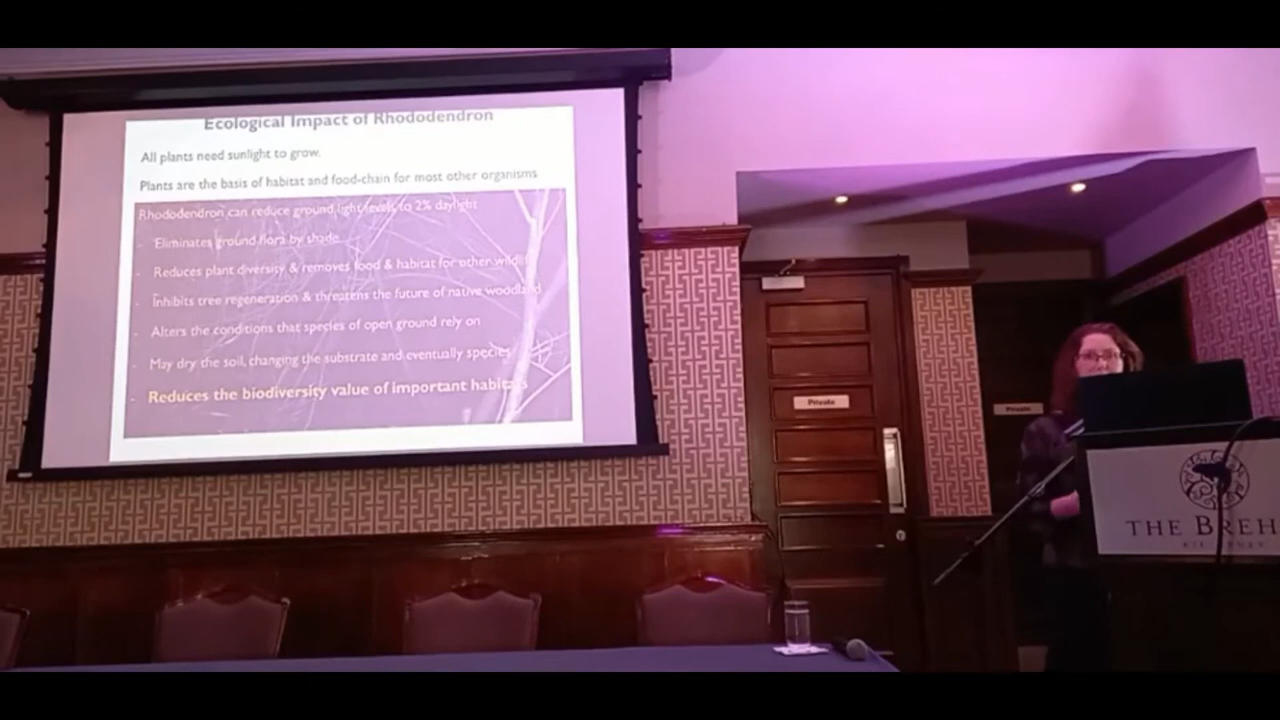 Ecological Impact of Rhododendron
All plants need sunlight to grow.
Plants are the basis of habitat and food-chain for most other organisms
Rhododendron can reduce ground light levels to 2% daylight
- Eliminates ground flora by shade
- Reduces plant diversity & removes food & habitat for other wildlife
- Inhibits tree regeneration & threatens the future of native woodland
- Alters the conditions that species of open ground rely on
- May dry the soil, changing the substrate and eventually species
- Reduces the biodiversity value of important habitats
Private
Private
THE BREH